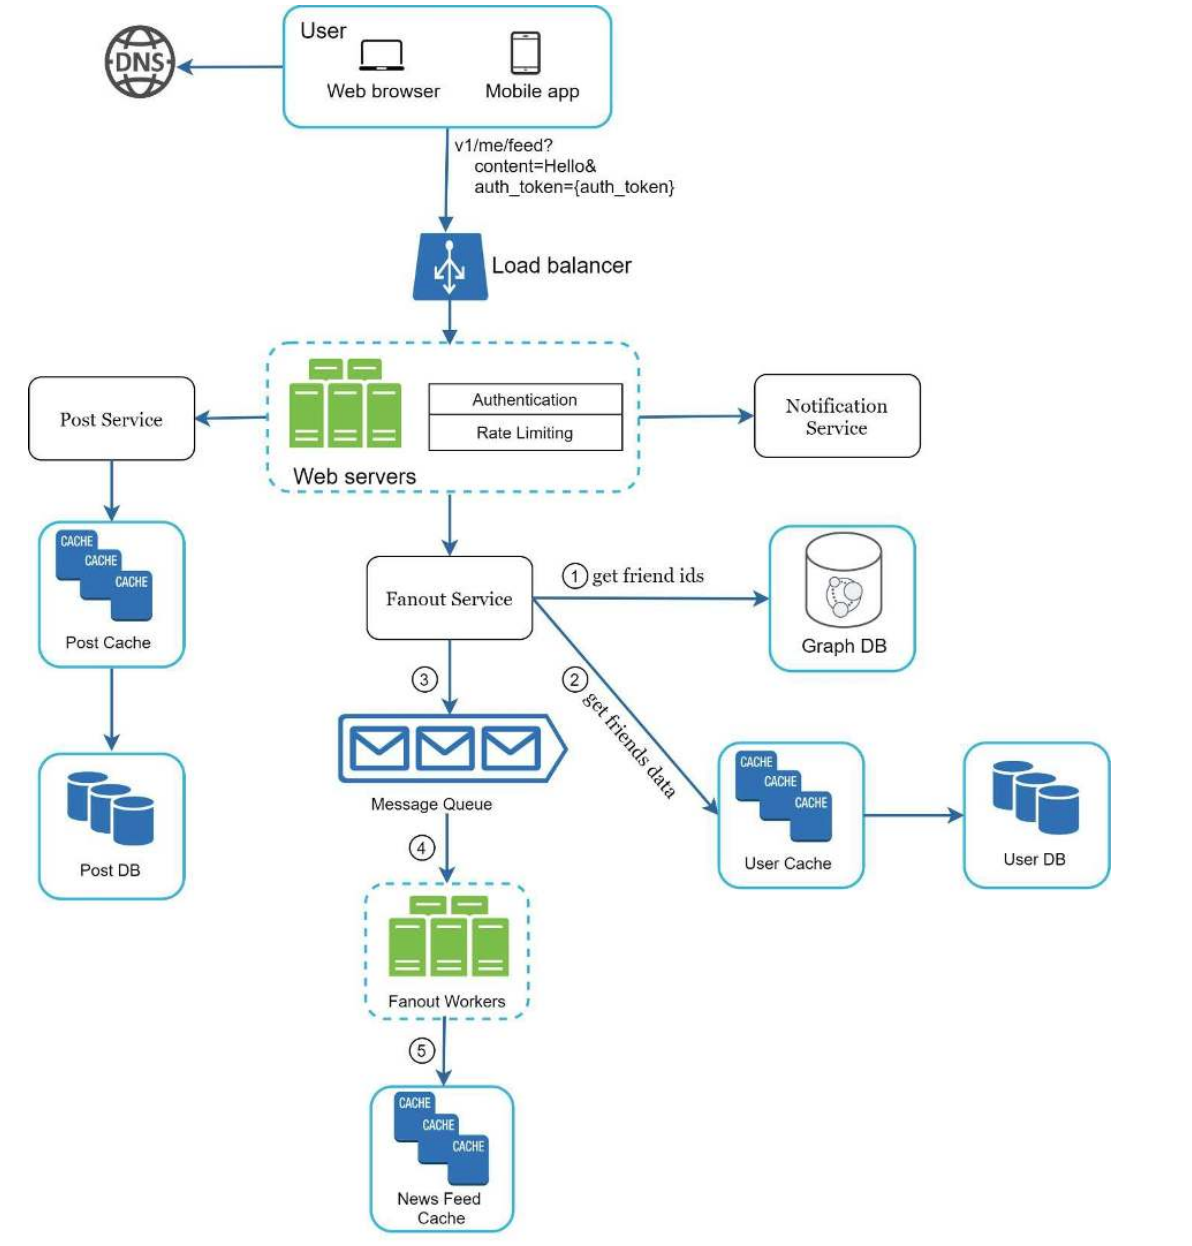 User
DNS
Web browser
Mobile app
v1/me/feed?
content=Hello&
auth_token={auth_token}
Load balancer
Authentication
Rate Limiting
Web servers
Post Service
Notification
Service
CACHE
CACHE
CACHE
Post Cache
Fanout Service
1 get friend ids
Graph DB
2 get friends data
3
Message Queue
Post DB
CACHE
CACHE
CACHE
User Cache
User DB
4
Fanout Workers
5
CACHE
CACHE
CACHE
News Feed
Cache